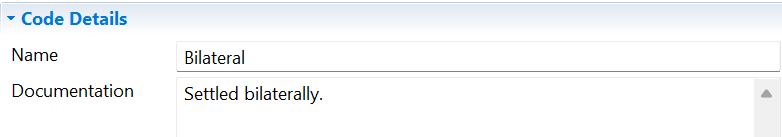 Code Details
Name Bilateral
Documentation Settled bilaterally.